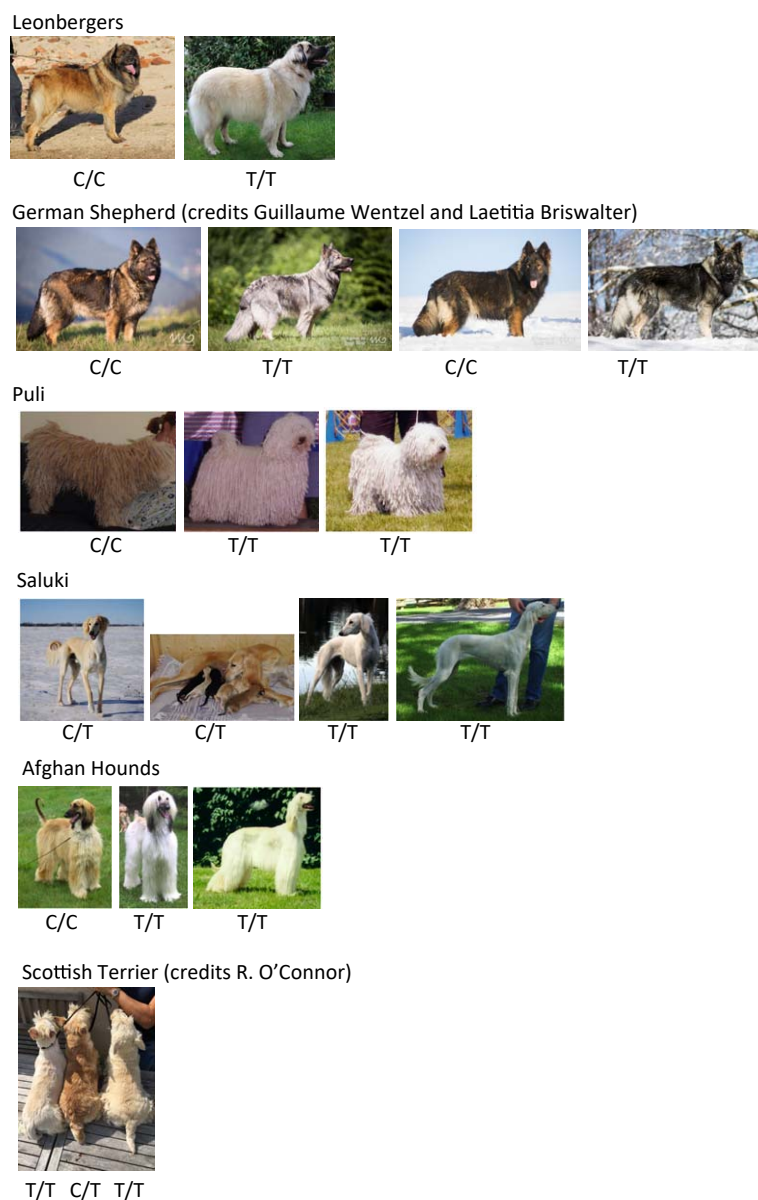 Leonbergers
C/C T/T
German Shepherd (credits Guillaume Wentzel and Laetitia Briswalter)
C/C T/T C/C T/T
Puli
C/C T/T T/T
Saluki
C/T C/T T/T T/T
Afghan Hounds
C/C T/T T/T
Scottish Terrier (credits R. O’Connor)
T/T C/T T/T